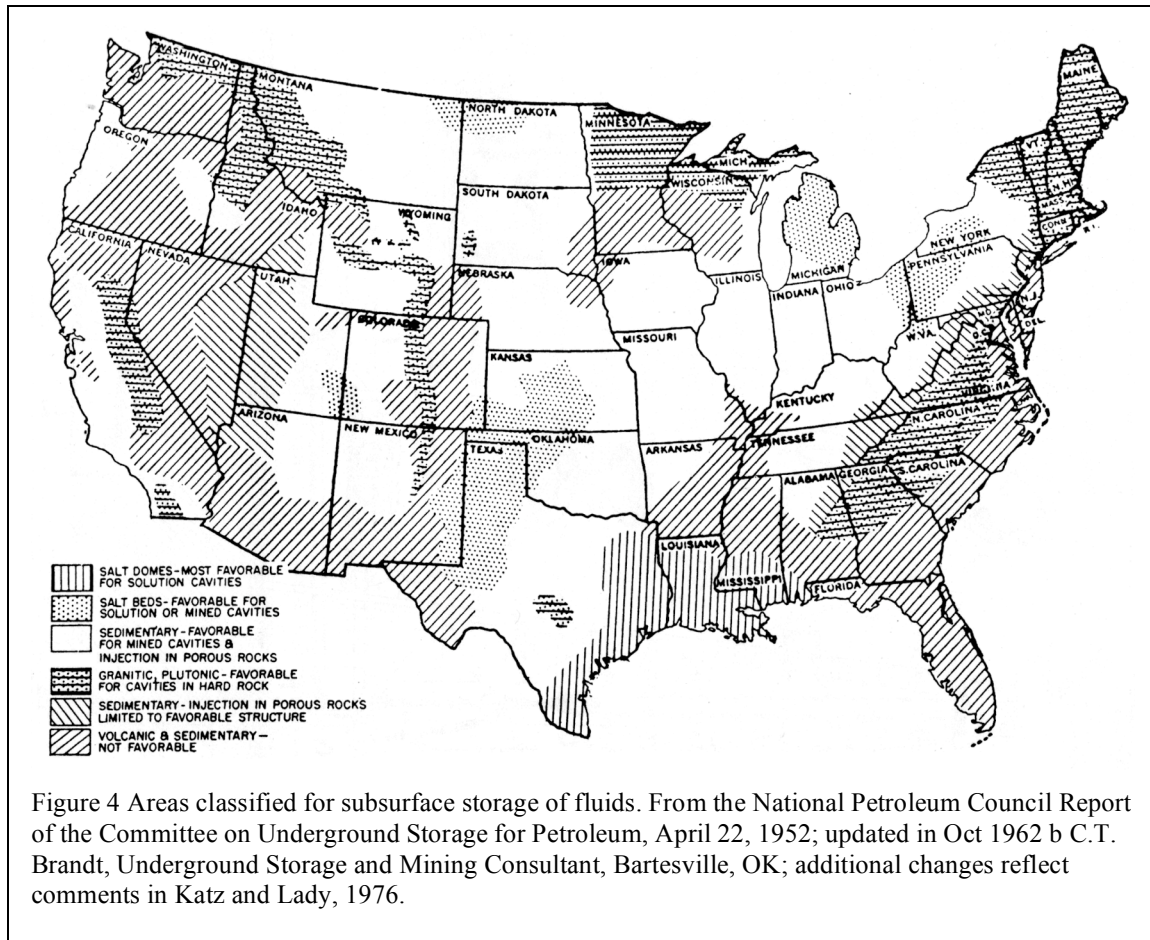 WASHINGTON
MONTANA
NORTH DAKOTA
MINNESOTA
MAINE
OREGON
MICH
VT.
N.H.
WISCONSIN
SOUTH DAKOTA
MASS.
CONN.
R.I.
IDAHO
WYOMING
NEW YORK
CALIFORNIA
NEVADA
IOWA
MICHIGAN
PENNSYLVANIA
NEBRASKA
UTAH
ILLINOIS
INDIANA
OHIO
N.J.
MD.
DEL
D.C.
W.VA.
COLORADO
MISSOURI
KANSAS
VIRGINIA
KENTUCKY
ARIZONA
NEW MEXICO
N.CAROLINA
TEXAS
OKLAHOMA
ARKANSAS
TENNESSEE
S.CAROLINA
ALABAMA
GEORGIA
LOUISIANA
MISSISSIPPI
FLORIDA
SALT DOMES-MOST FAVORABLE
FOR SOLUTION CAVITIES
SALT BEDS-FAVORABLE FOR
SOLUTION OR MINED CAVITIES
SEDIMENTARY-FAVORABLE
FOR MINED CAVITIES &
INJECTION IN POROUS ROCKS
GRANITIC, PLUTONIC-FAVORABLE
FOR CAVITIES IN HARD ROCK
SEDIMENTARY-INJECTION IN POROUS ROCKS
LIMITED TO FAVORABLE STRUCTURE
VOLCANIC & SEDIMENTARY—
NOT FAVORABLE
Figure 4 Areas classified for subsurface storage of fluids. From the National Petroleum Council Report
of the Committee on Underground Storage for Petroleum, April 22, 1952; updated in Oct 1962 b C.T.
Brandt, Underground Storage and Mining Consultant, Bartesville, OK; additional changes reflect
comments in Katz and Lady, 1976.